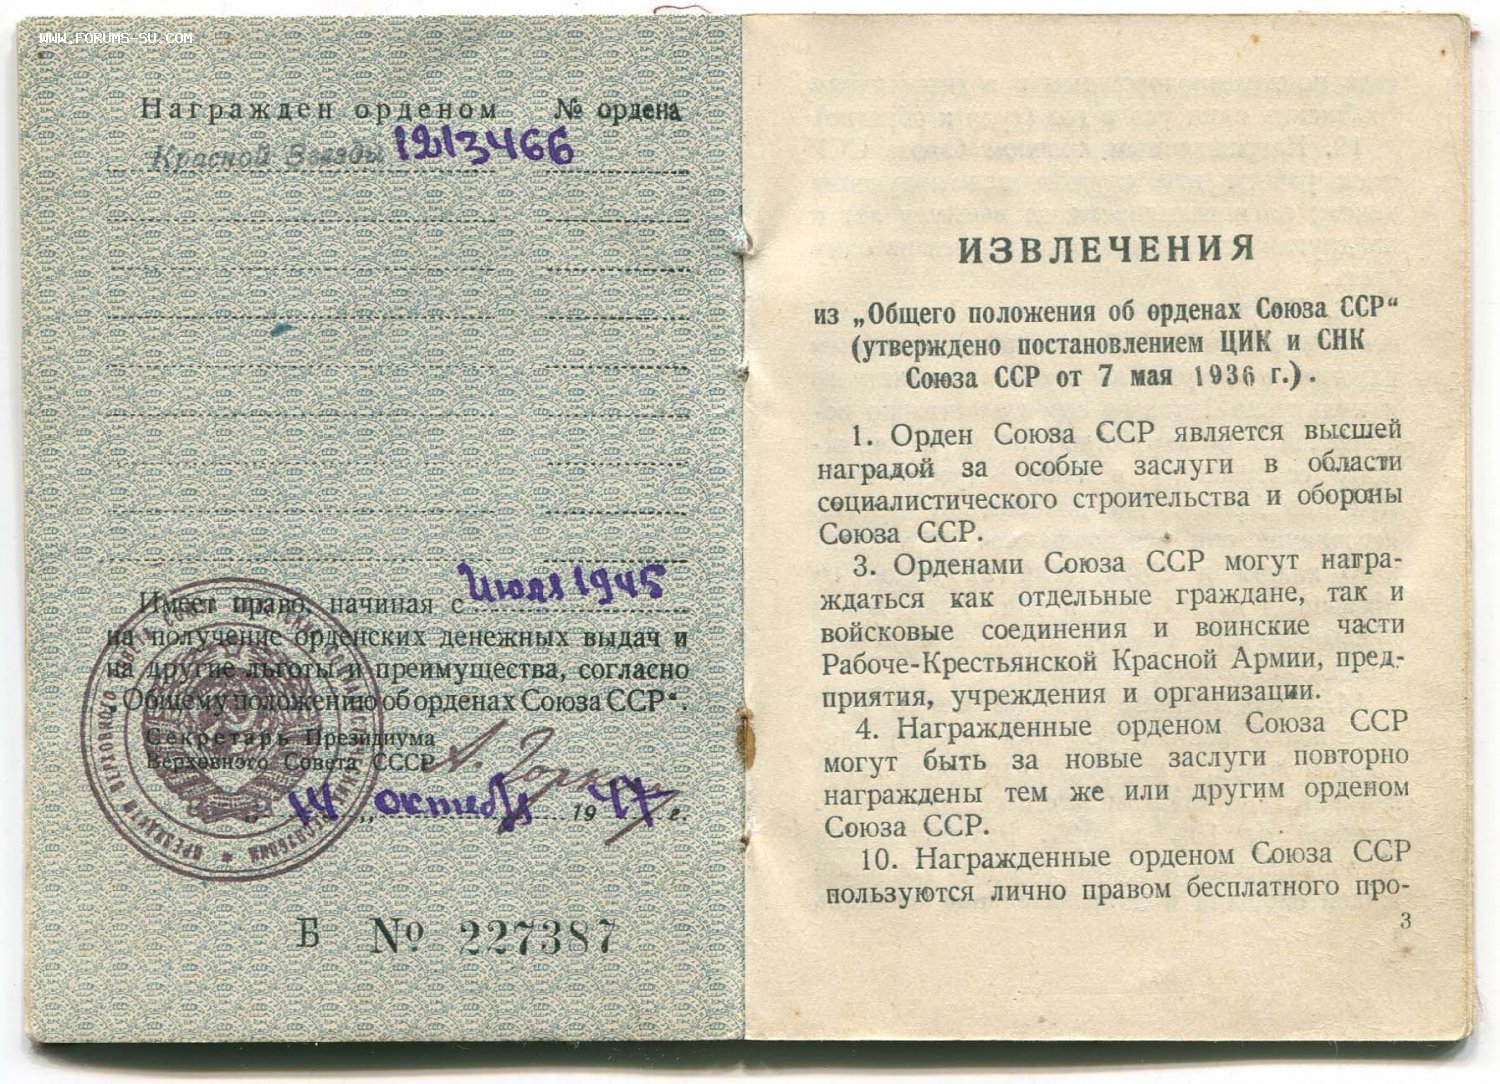 www.forums-su.com
Награжден орденом № ордена
Красной Звезды 1213466
Имеет право, начиная с Июля 1945
на получение орденских денежных выдач и
на другие льготы и преимущества, согласно
„Общему положению об орденах Союза ССР“.
Секретарь Президиума
Верховного Совета СССР
14 октября 1947 г.
Б № 227387
ИЗВЛЕЧЕНИЯ
из „Общего положения об орденах Союза ССР“
(утверждено постановлением ЦИК и СНК
Союза ССР от 7 мая 1936 г.).
1. Орден Союза ССР является высшей
наградой за особые заслуги в области
социалистического строительства и обороны
Союза ССР.
3. Орденами Союза ССР могут награ-
ждаться как отдельные граждане, так и
войсковые соединения и воинские части
Рабоче-Крестьянской Красной Армии, пред-
приятия, учреждения и организации.
4. Награжденные орденом Союза ССР
могут быть за новые заслуги повторно
награждены тем же или другим орденом
Союза ССР.
10. Награжденные орденом Союза ССР
пользуются лично правом бесплатного про-
3